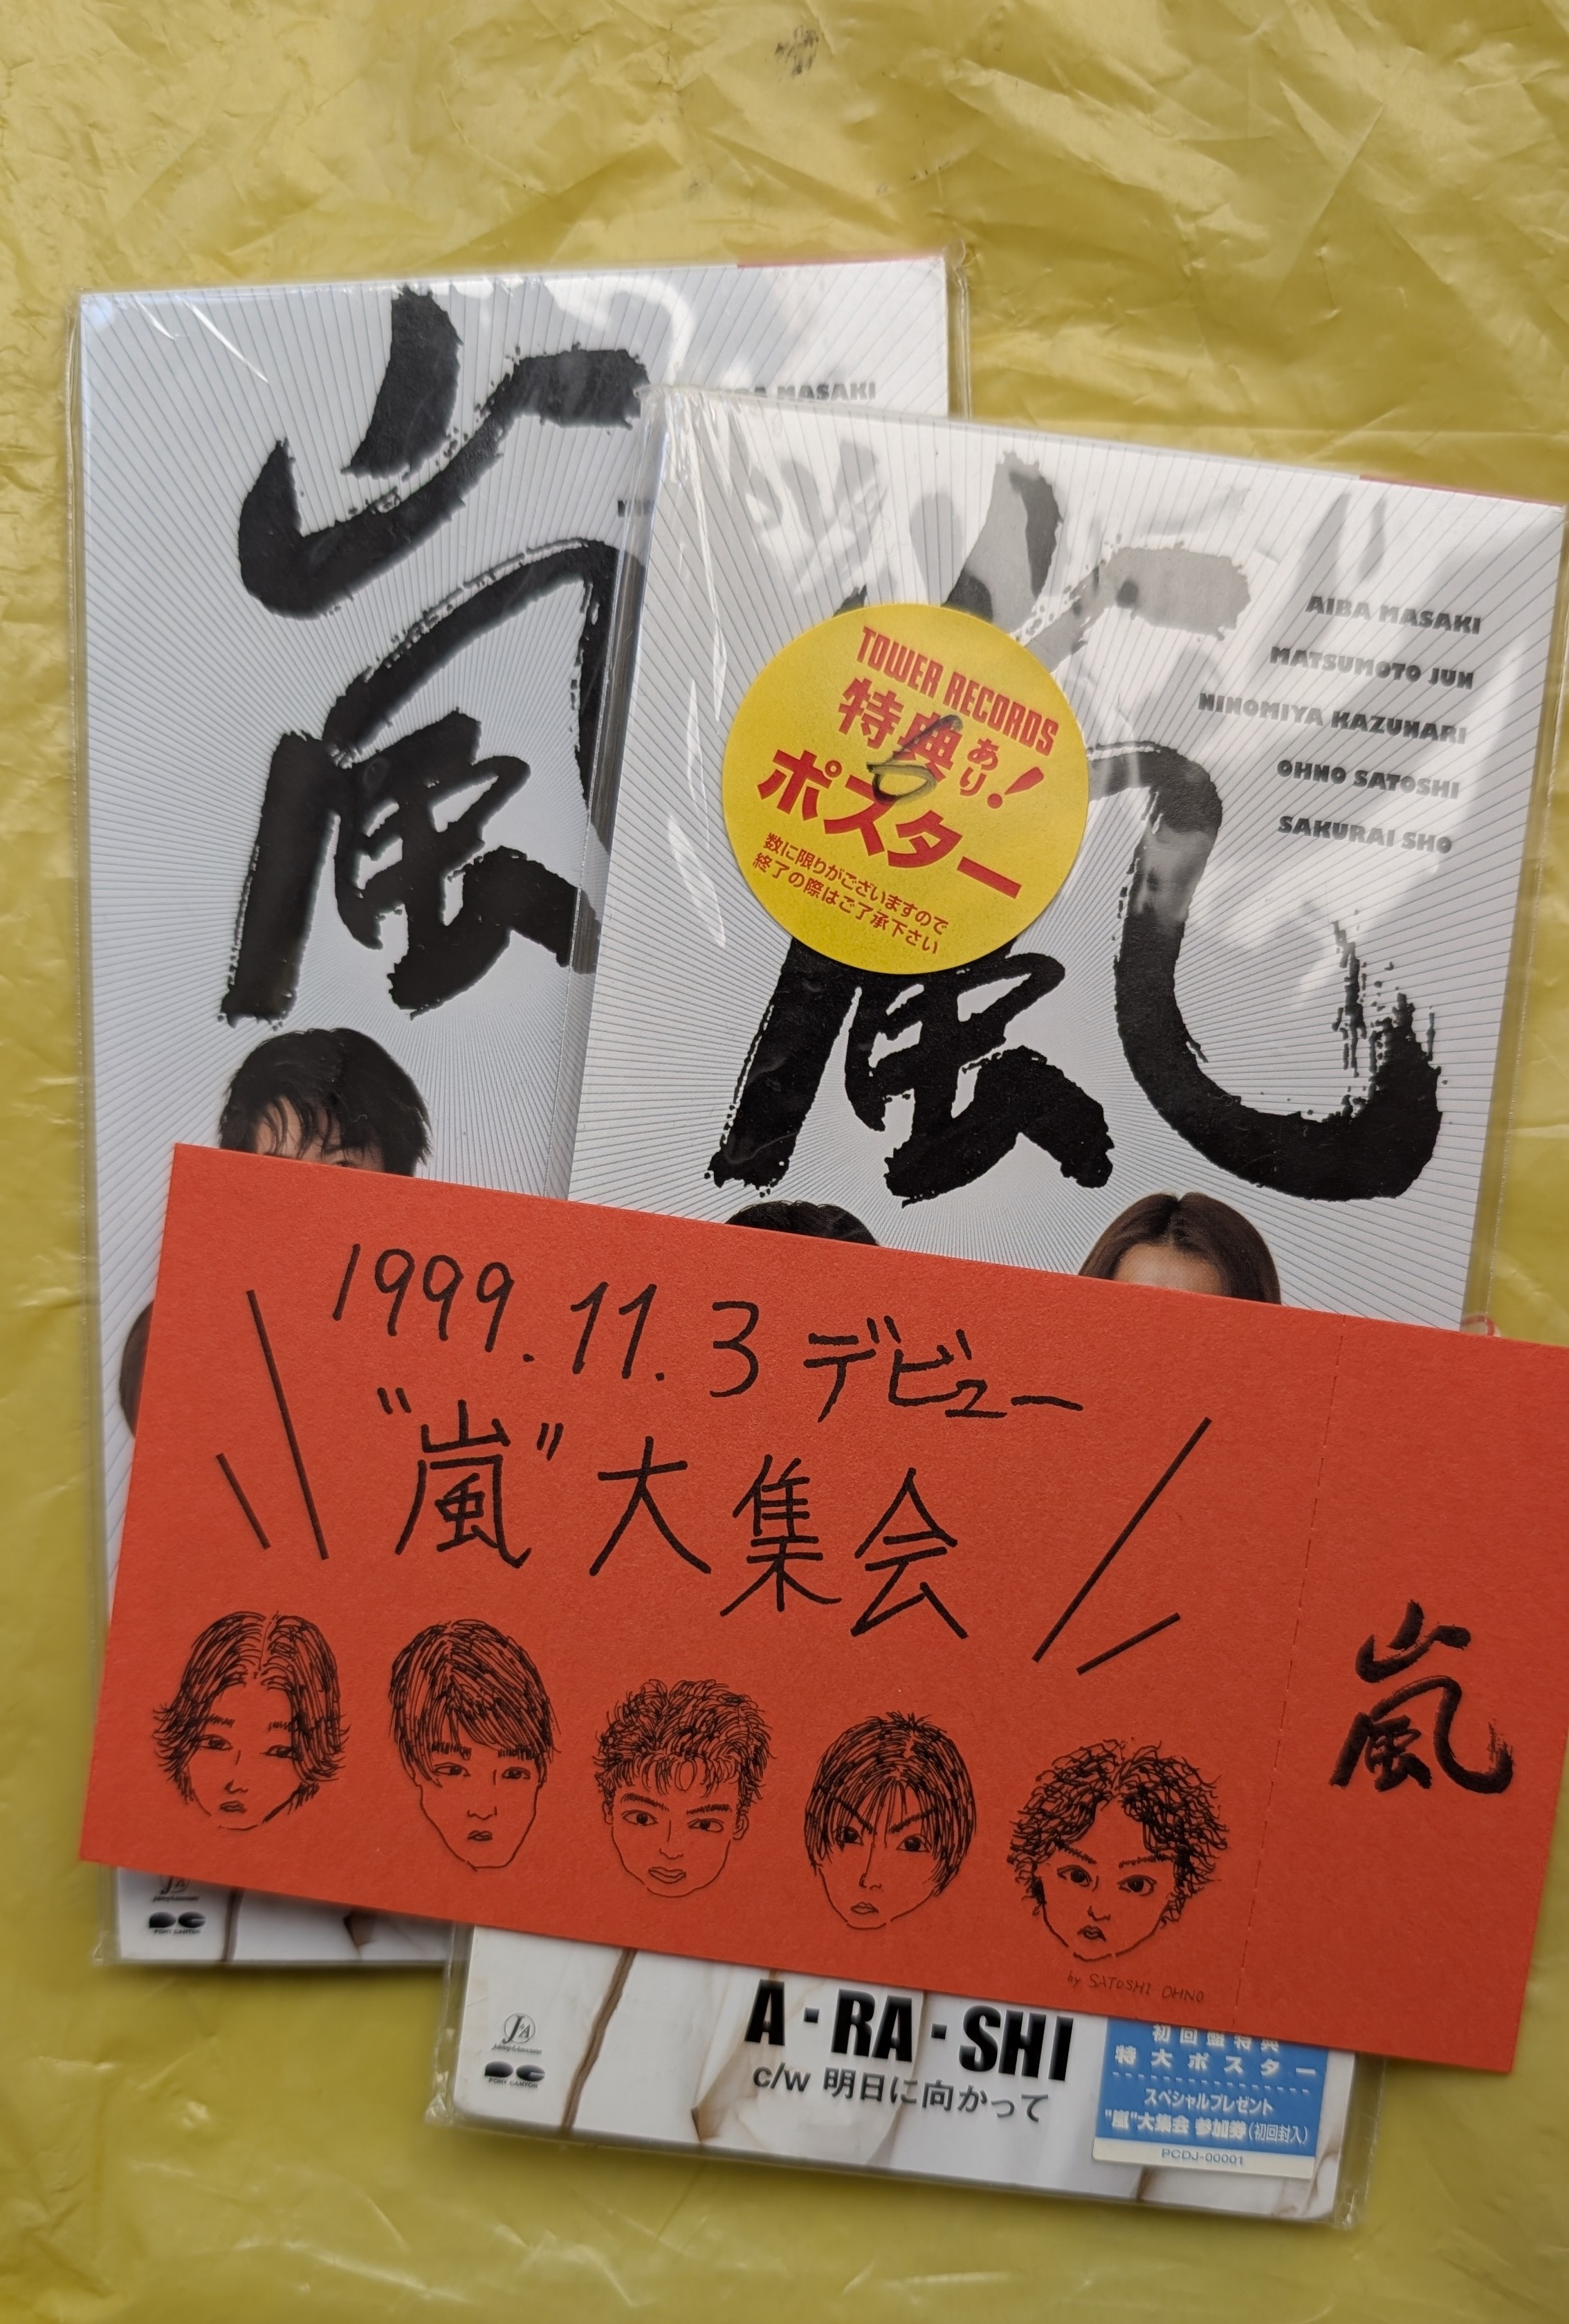 嵐
MASAKI
嵐
AIBA MASAKI
MATSUMOTO JUN
NINOMIYA KAZUNARI
OHNO SATOSHI
SAKURAI SHO
TOWER RECORDS
特典あり!
ポスター
数に限りがございますので
終了の際はご了承下さい
1999.11.3 デビュー
"嵐"大集会
嵐
by SATOSHI OHNO
PONY CANYON
A・RA・SHI
c/w 明日に向かって
J&A
PONY CANYON
初回盤特典
特大ポスター
スペシャルプレゼント
"嵐"大集会 参加券(初回封入)
PCDJ-00001